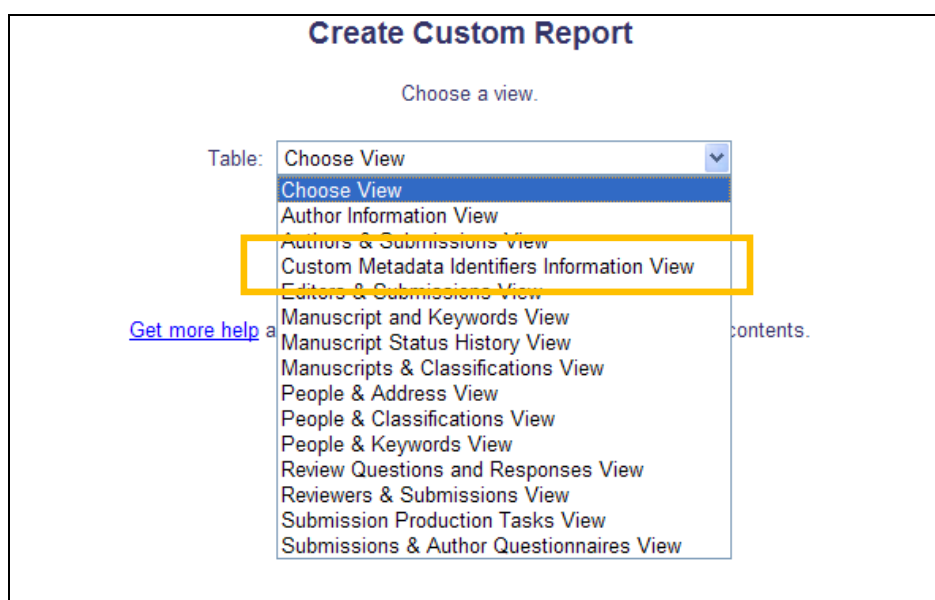 Create Custom Report
Choose a view.
Table: Choose View
Choose View
Author Information View
Authors & Submissions View
Custom Metadata Identifiers Information View
Editors & Submissions View
Get more help a
Manuscript and Keywords View
contents.
Manuscript Status History View
Manuscripts & Classifications View
People & Address View
People & Classifications View
People & Keywords View
Review Questions and Responses View
Reviewers & Submissions View
Submission Production Tasks View
Submissions & Author Questionnaires View